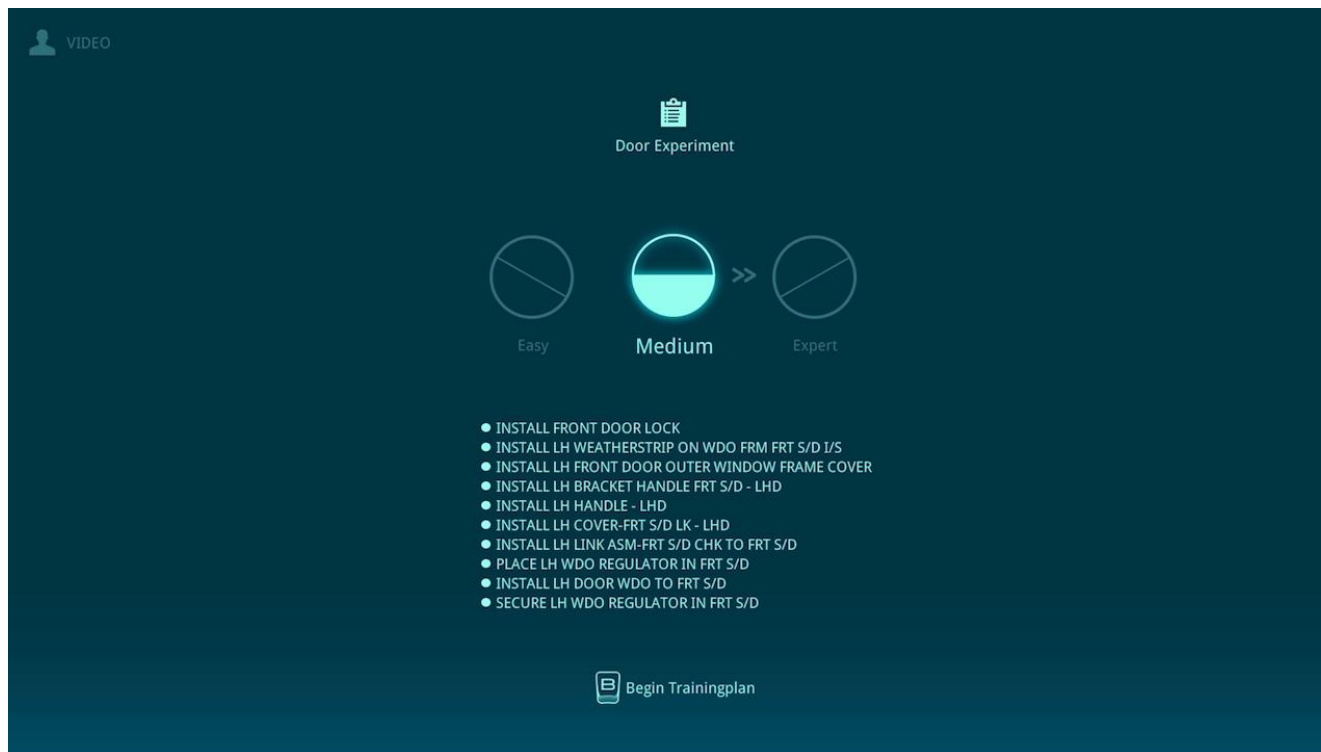 VIDEO
Door Experiment
Easy
Medium
Expert
INSTALL FRONT DOOR LOCK
INSTALL LH WEATHERSTRIP ON WDO FRM FRT S/D I/S
INSTALL LH FRONT DOOR OUTER WINDOW FRAME COVER
INSTALL LH BRACKET HANDLE FRT S/D - LHD
INSTALL LH HANDLE - LHD
INSTALL LH COVER-FRT S/D LK - LHD
INSTALL LH LINK ASM-FRT S/D CHK TO FRT S/D
PLACE LH WDO REGULATOR IN FRT S/D
INSTALL LH DOOR WDO TO FRT S/D
SECURE LH WDO REGULATOR IN FRT S/D
B Begin Trainingplan